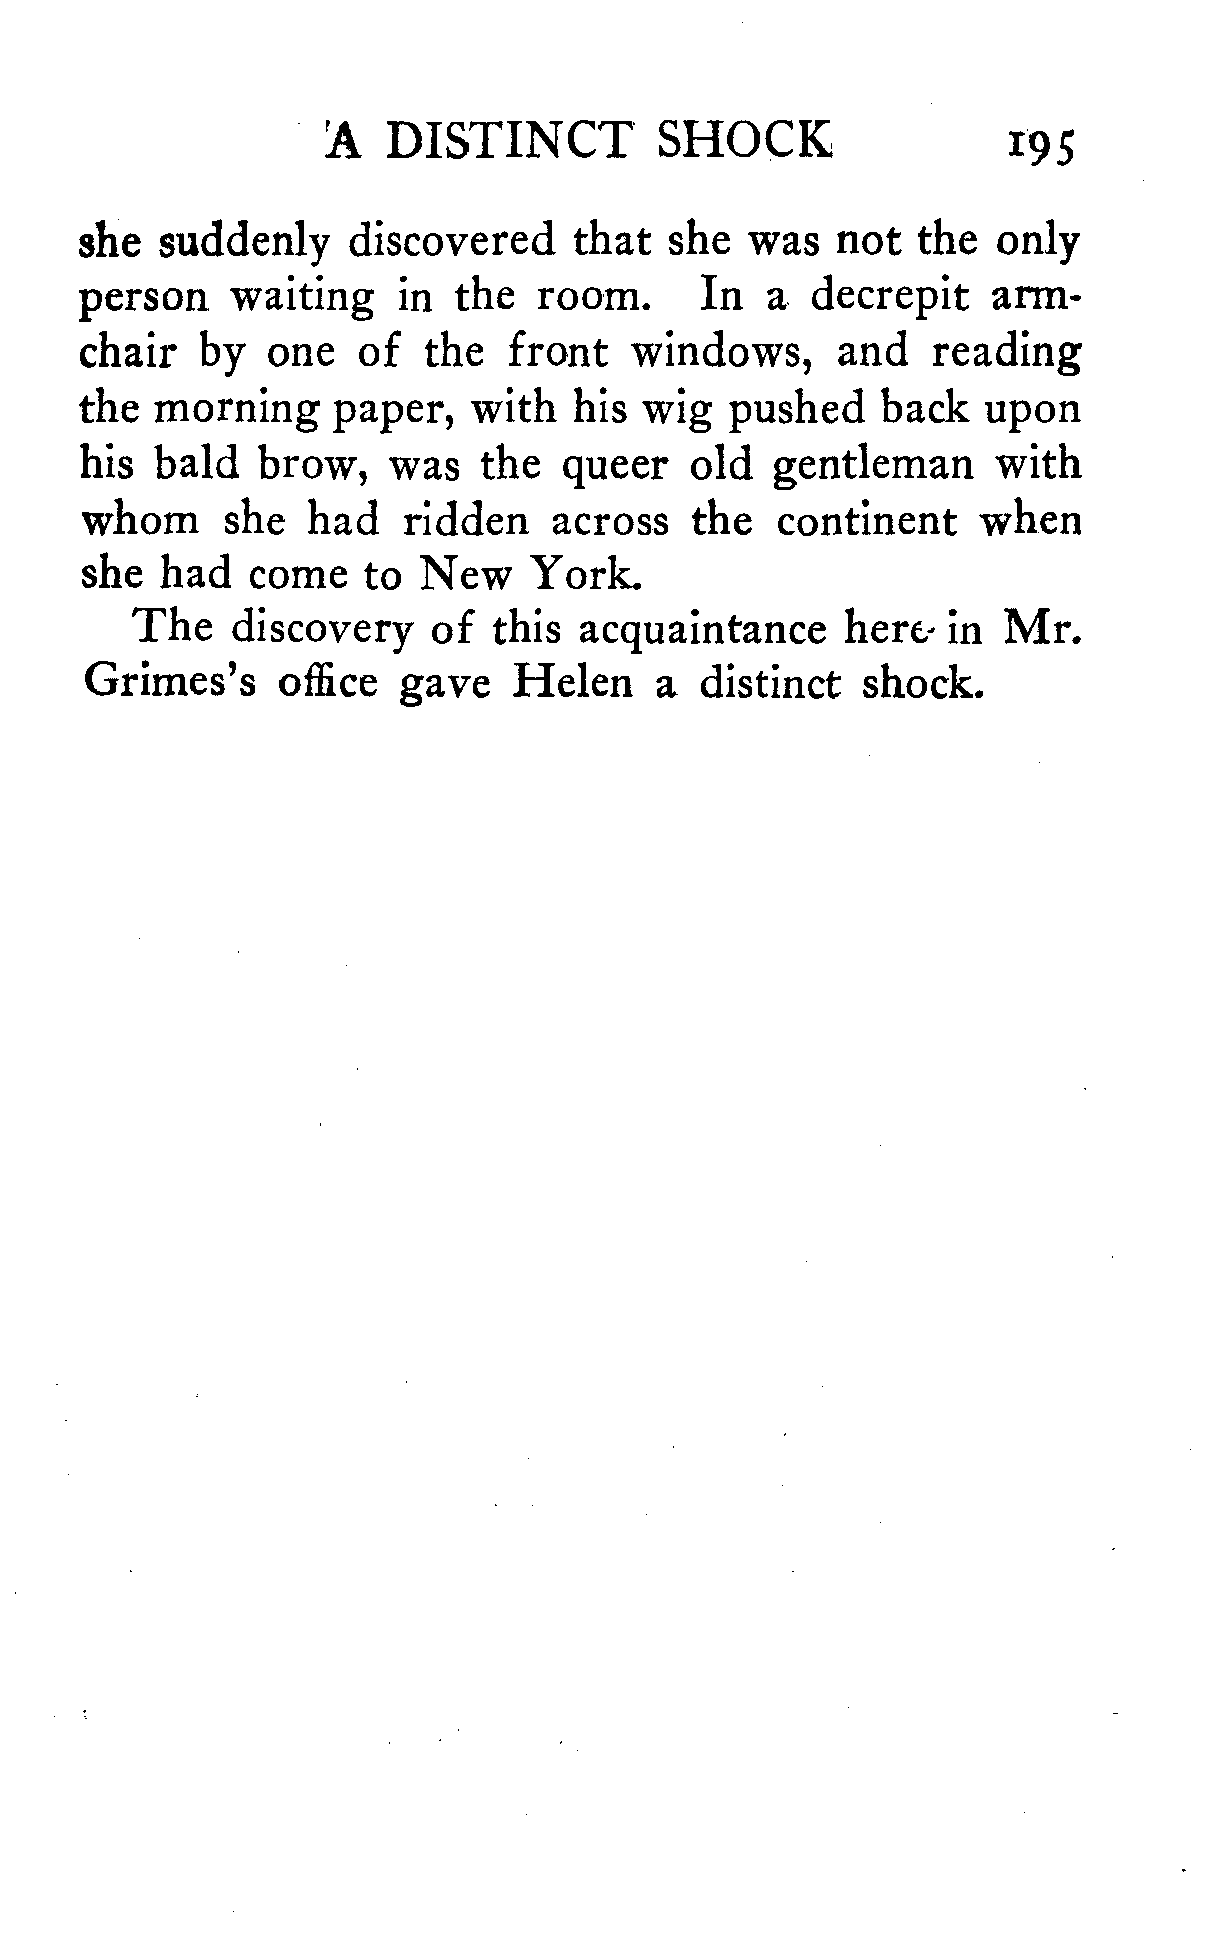 A DISTINCT SHOCK 195
she suddenly discovered that she was not the only
person waiting in the room. In a decrepit arm-
chair by one of the front windows, and reading
the morning paper, with his wig pushed back upon
his bald brow, was the queer old gentleman with
whom she had ridden across the continent when
she had come to New York.
The discovery of this acquaintance here in Mr.
Grimes's office gave Helen a distinct shock.